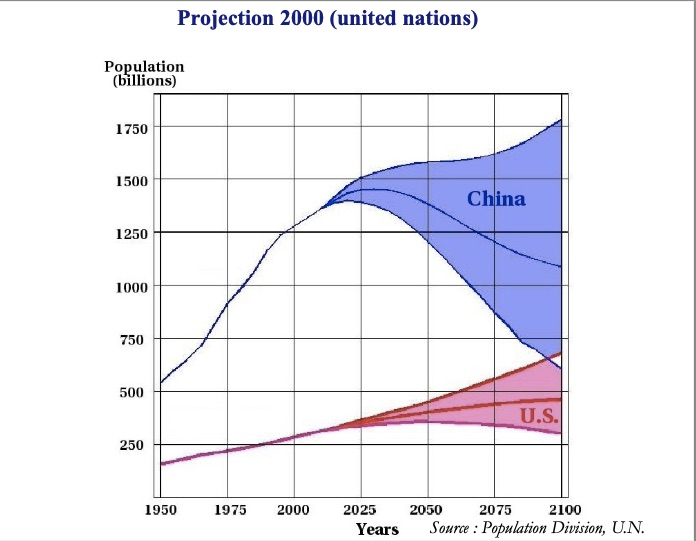 Projection 2000 (united nations)
Population
(billions)
1750
1500
1250
1000
750
500
250
China
U.S.
1950 1975 2000 2025 2050 2075 2100
Years
Source : Population Division, U.N.